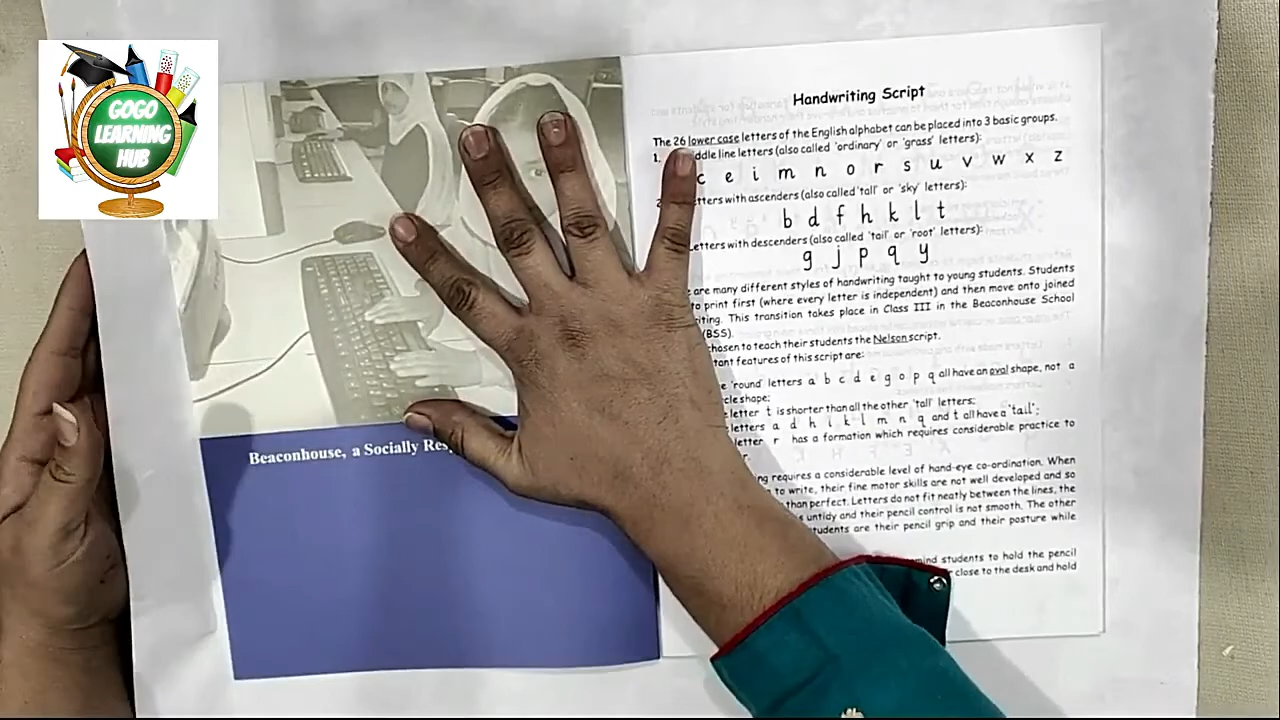 GOGO
LEARNING
HUB
Beaconhouse, a Socially
Handwriting Script
The 26 lower case letters of the English alphabet can be placed into 3 basic groups.
1. ddle line letters (also called 'ordinary' or 'grass' letters):
c e i m n o r s u v w x z
tters with ascenders (also called 'tall' or 'sky' letters):
b d f h k l t
etters with descenders (also called 'tail' or 'root' letters):
g j p q y
are many different styles of handwriting taught to young students. Students
to print first (where every letter is independent) and then move onto joined
iting. This transition takes place in Class III in the Beaconhouse School
(BSS).
chosen to teach their students the Nelson script.
tant features of this script are:
'round' letters a b c d e g o p q all have an oval shape, not a
cle shape;
letter t is shorter than all the other 'tall' letters;
letters a d h i k l m n q and t all have a 'tail';
letter r has a formation which requires considerable practice to
ng requires a considerable level of hand-eye co-ordination. When
to write, their fine motor skills are not well developed and so
than perfect. Letters do not fit neatly between the lines, the
untidy and their pencil control is not smooth. The other
tudents are their pencil grip and their posture while
mind students to hold the pencil
close to the desk and hold